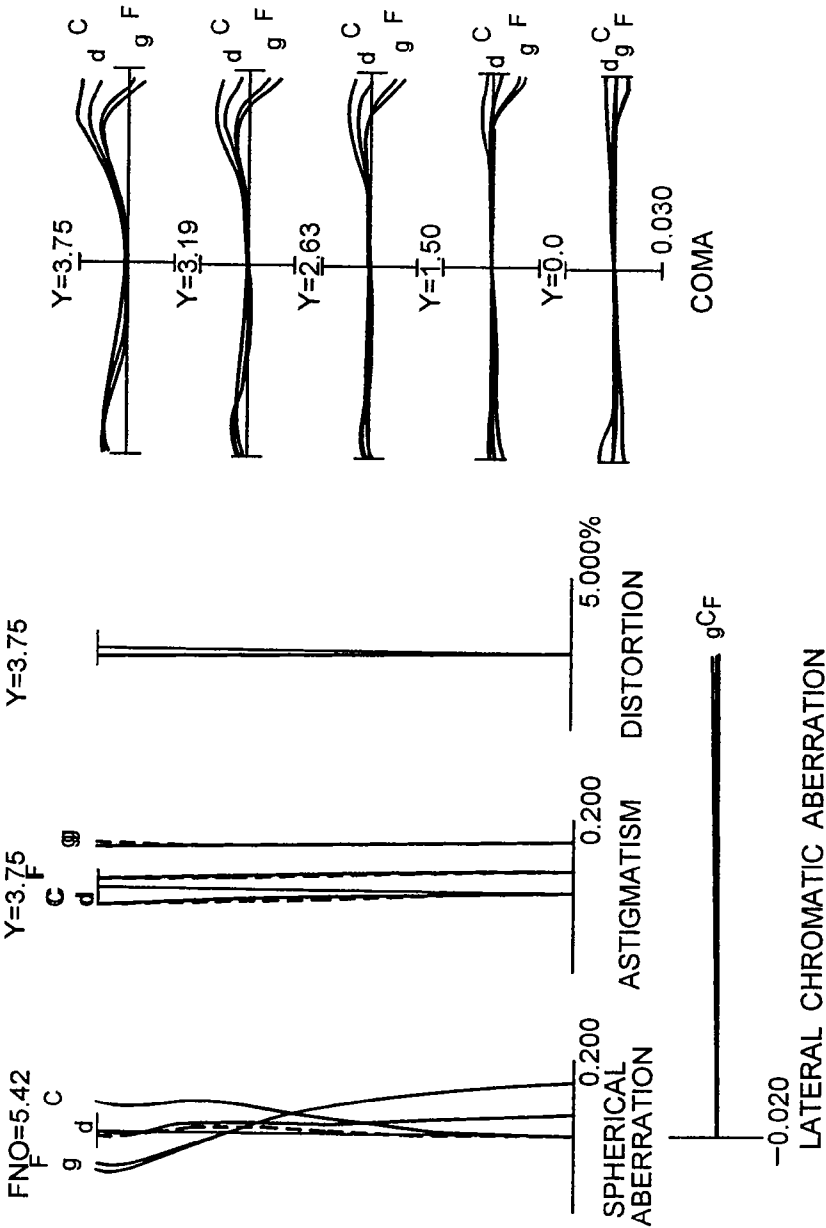 FNO=5.42
F
g
d
C
0.200
SPHERICAL
ABERRATION
Y=3.75
F
C
d
g
0.200
ASTIGMATISM
Y=3.75
5.000%
DISTORTION
Y=3.75
C
d
F
g
Y=3.19
C
d
F
g
Y=2.63
C
d
F
g
Y=1.50
C
d
F
g
Y=0.0
C
d
F
g
0.030
COMA
gCF
−0.020
LATERAL CHROMATIC ABERRATION